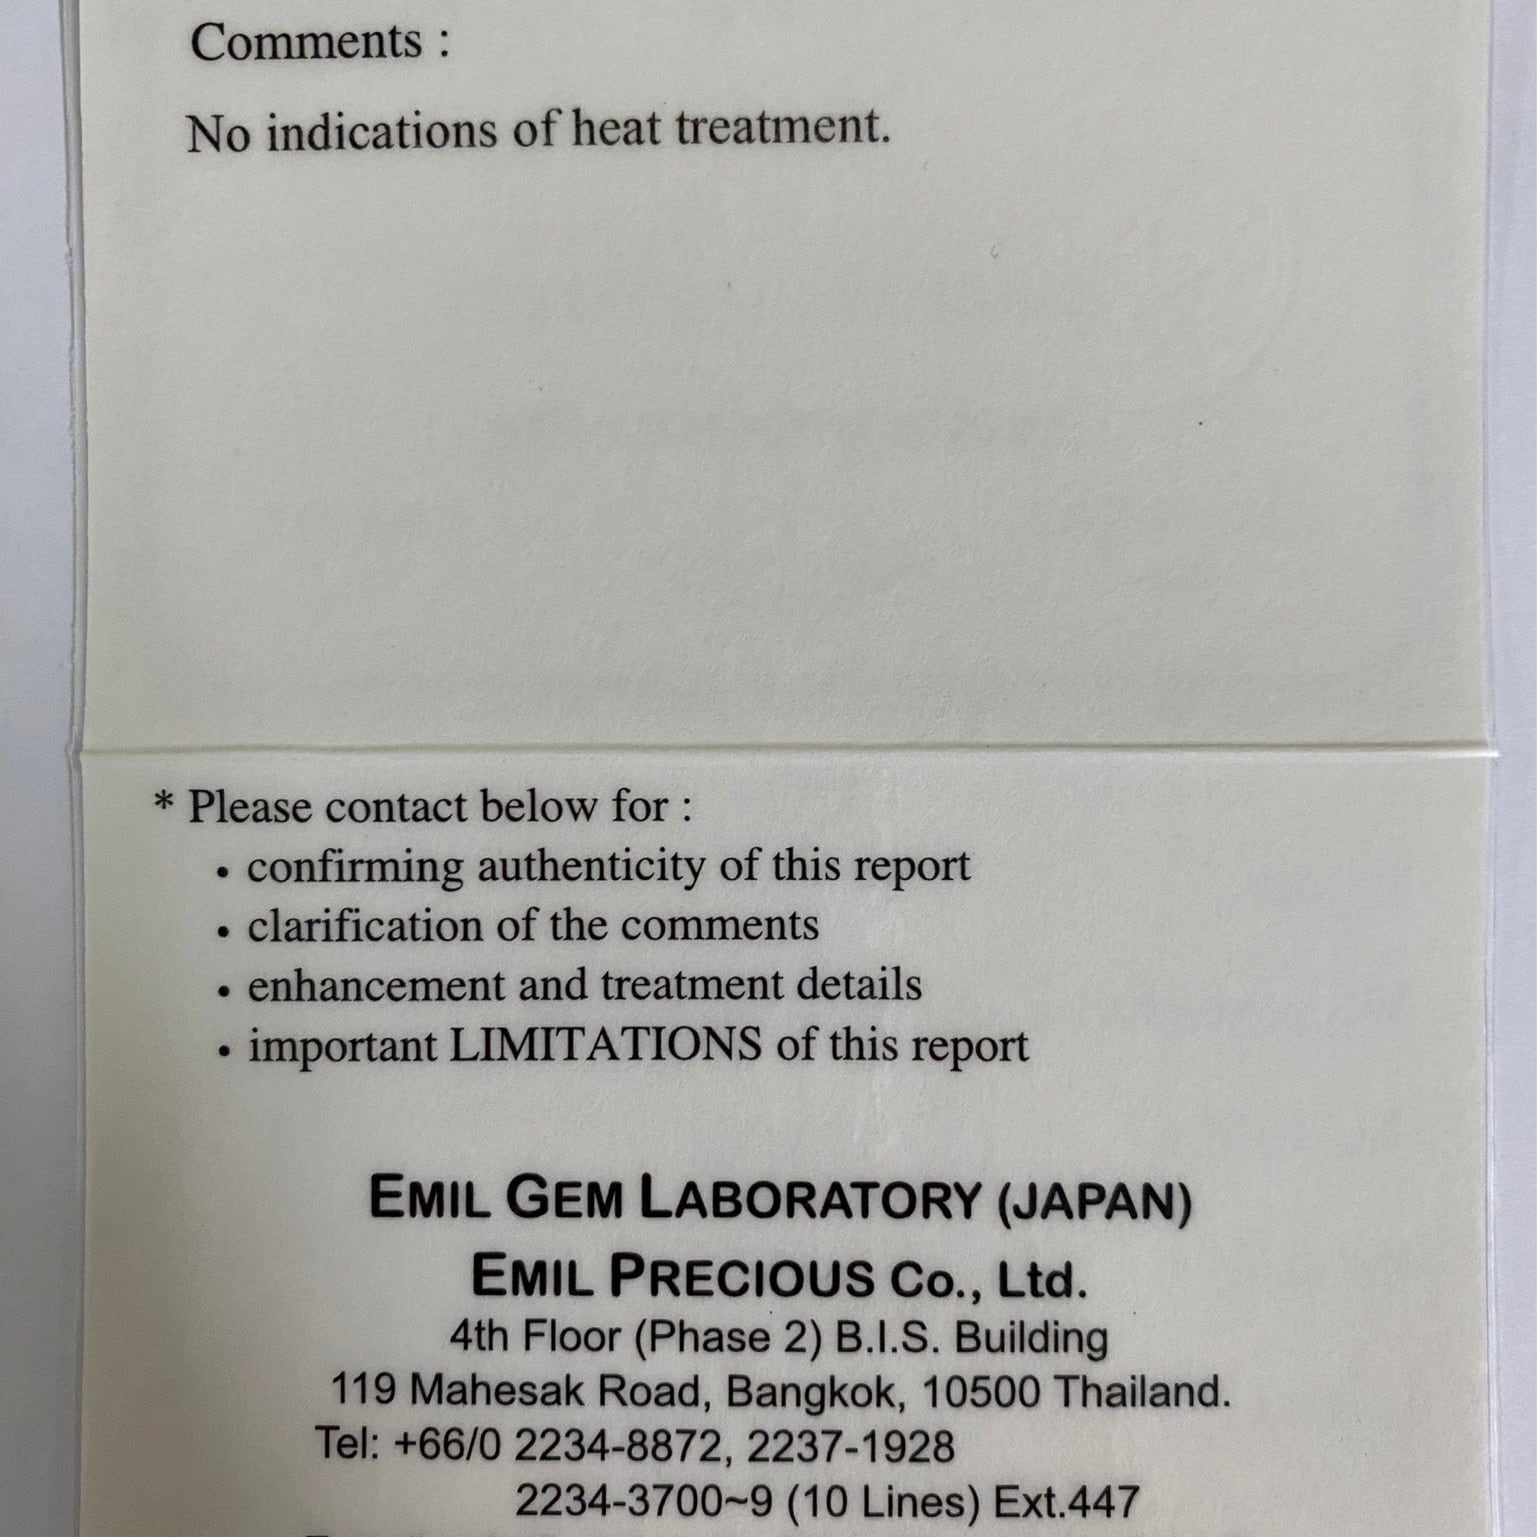 Comments :
No indications of heat treatment.
* Please contact below for :
• confirming authenticity of this report
• clarification of the comments
• enhancement and treatment details
• important LIMITATIONS of this report
EMIL GEM LABORATORY (JAPAN)
EMIL PRECIOUS Co., Ltd.
4th Floor (Phase 2) B.I.S. Building
119 Mahesak Road, Bangkok, 10500 Thailand.
Tel: +66/0 2234-8872, 2237-1928
2234-3700~9 (10 Lines) Ext.447